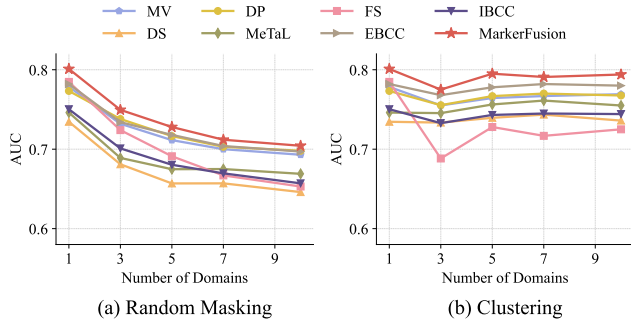 MV DP FS IBCC
DS MeTaL EBCC MarkerFusion
0.8 0.8
AUC AUC
0.7 0.7
0.6 0.6
1 3 5 7 9 1 3 5 7 9
Number of Domains Number of Domains
(a) Random Masking (b) Clustering